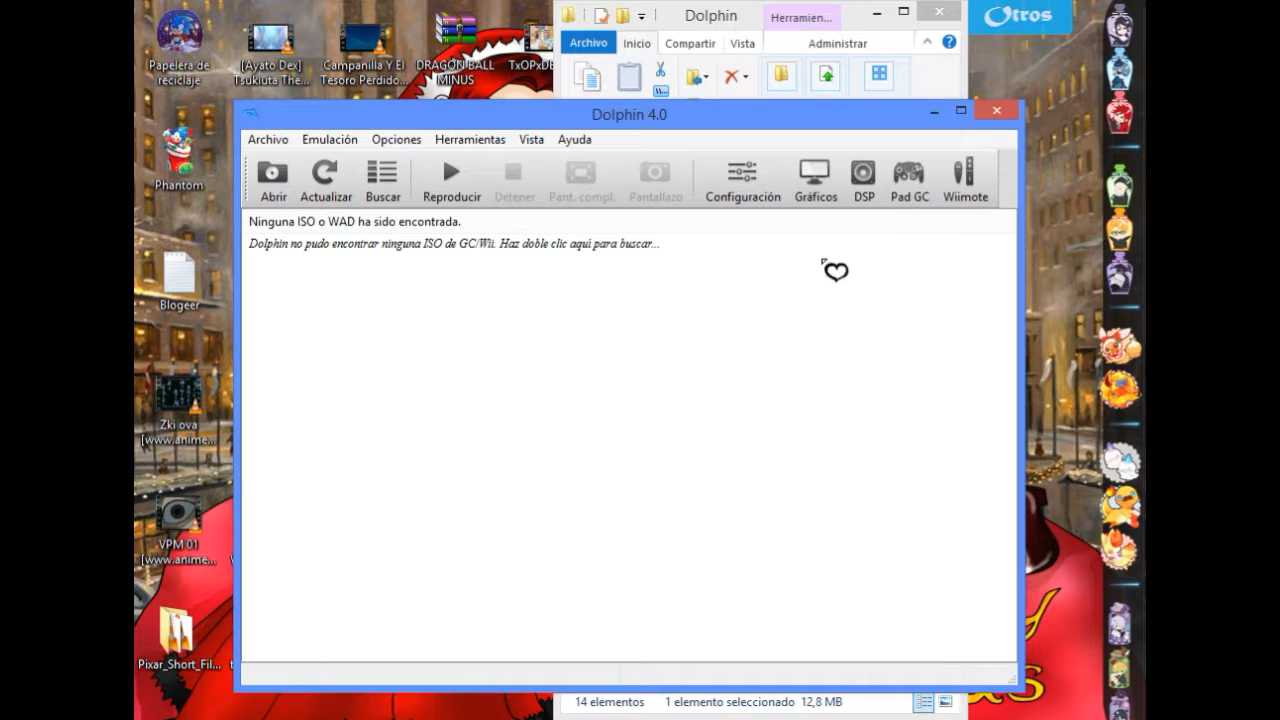 Papelera de
reciclaje
[Ayato Dex]
Tsukiuta The...
Campanilla Y El
Tesoro Perdido...
DRAGON BALL
MINUS
Phantom
Blogeer
Zki ova
[www.anime...
VPM 01
[www.anime...
Pixar_Short_Fil...
Dolphin
Herramien...
Archivo
Inicio
Compartir
Vista
Administrar
Otros
Dolphin 4.0
Archivo
Emulación
Opciones
Herramientas
Vista
Ayuda
Abrir
Actualizar
Buscar
Reproducir
Detener
Pant. compl.
Pantallazo
Configuración
Gráficos
DSP
Pad GC
Wiimote
Ninguna ISO o WAD ha sido encontrada.
Dolphin no pudo encontrar ninguna ISO de GC/Wii. Haz doble clic aquí para buscar...
14 elementos
1 elemento seleccionado 12,8 MB